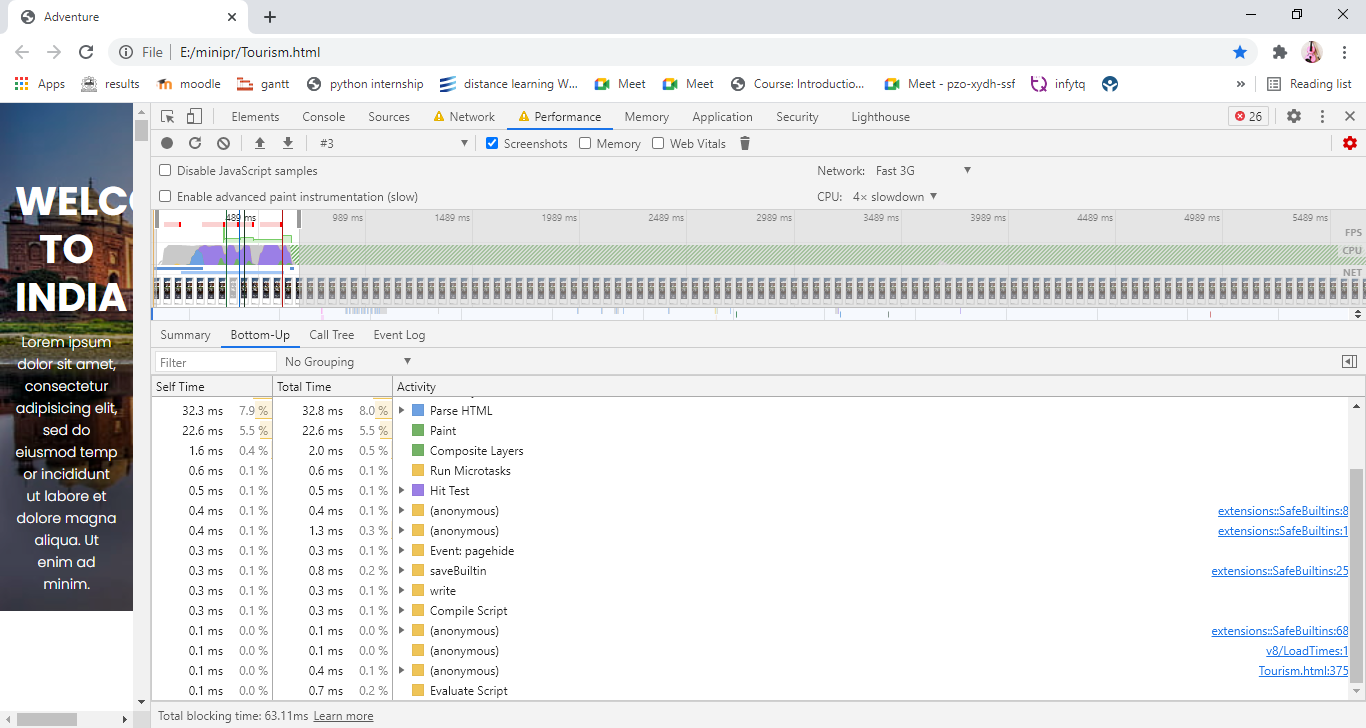 Adventure
File E:/minipr/Tourism.html
Apps results moodle gantt python internship distance learning W... Meet Meet Course: Introductio... Meet - pzo-xydh-ssf infytq » Reading list
Elements Console Sources Network Performance Memory Application Security Lighthouse 26
#3 Screenshots Memory Web Vitals
Disable JavaScript samples Network: Fast 3G
Enable advanced paint instrumentation (slow) CPU: 4× slowdown
489 ms 989 ms 1489 ms 1989 ms 2489 ms 2989 ms 3489 ms 3989 ms 4489 ms 4989 ms 5489 ms
FPS
CPU
NET
Summary Bottom-Up Call Tree Event Log
Filter No Grouping
Self Time Total Time Activity
32.3 ms 7.9 % 32.8 ms 8.0 % Parse HTML
22.6 ms 5.5 % 22.6 ms 5.5 % Paint
1.6 ms 0.4 % 2.0 ms 0.5 % Composite Layers
0.6 ms 0.1 % 0.6 ms 0.1 % Run Microtasks
0.5 ms 0.1 % 0.5 ms 0.1 % Hit Test
0.4 ms 0.1 % 0.4 ms 0.1 % (anonymous) extensions::SafeBuiltins:8
0.4 ms 0.1 % 1.3 ms 0.3 % (anonymous) extensions::SafeBuiltins:1
0.3 ms 0.1 % 0.3 ms 0.1 % Event: pagehide
0.3 ms 0.1 % 0.8 ms 0.2 % saveBuiltin extensions::SafeBuiltins:25
0.3 ms 0.1 % 0.3 ms 0.1 % write
0.3 ms 0.1 % 0.3 ms 0.1 % Compile Script
0.1 ms 0.0 % 0.1 ms 0.0 % (anonymous) extensions::SafeBuiltins:68
0.1 ms 0.0 % 0.1 ms 0.0 % (anonymous) v8/LoadTimes:1
0.1 ms 0.0 % 0.4 ms 0.1 % (anonymous) Tourism.html:375
0.1 ms 0.0 % 0.7 ms 0.2 % Evaluate Script
Total blocking time: 63.11ms Learn more
WELCO
TO
INDIA
Lorem ipsum
dolor sit amet,
consectetur
adipisicing elit,
sed do
eiusmod temp
or incididunt
ut labore et
dolore magna
aliqua. Ut
enim ad
minim.